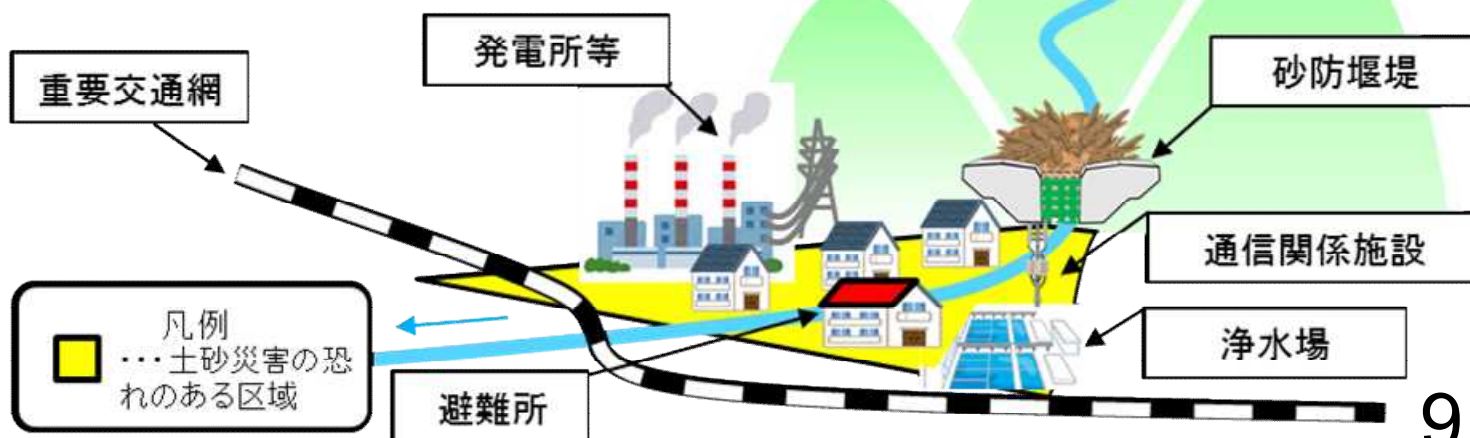 発電所等
砂防堰堤
重要交通網
通信関係施設
凡例
･･･土砂災害の恐
れのある区域
浄水場
避難所
9